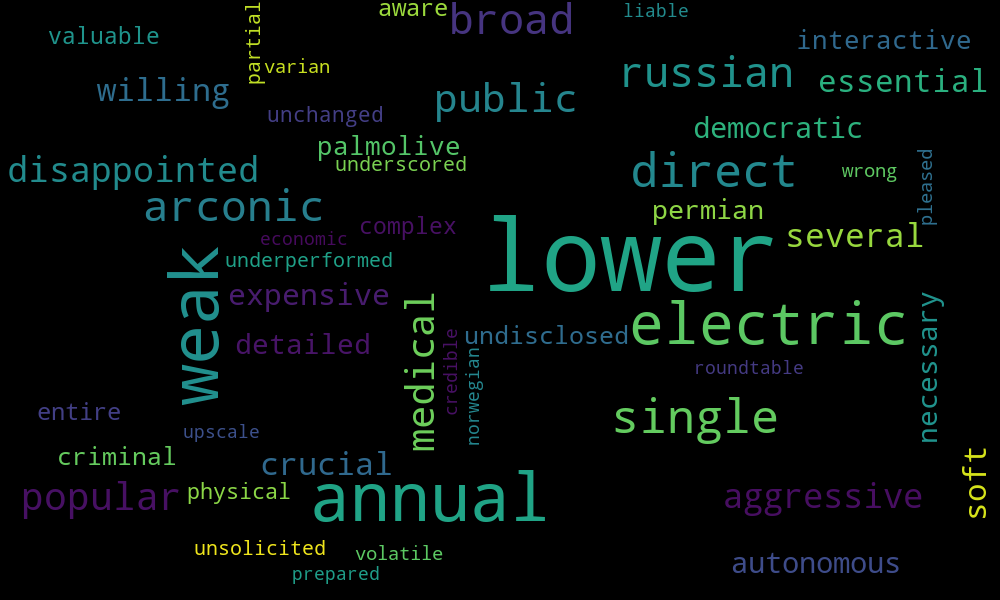 aware
broad
liable
valuable
partial
varian
interactive
willing
russian
essential
unchanged
public
democratic
palmolive
underscored
disappointed
direct
wrong
pleased
arconic
permian
complex
economic
several
lower
weak
underperformed
expensive
electric
detailed
medical
credible
undisclosed
norwegian
necessary
roundtable
entire
single
upscale
criminal
crucial
popular
physical
annual
aggressive
soft
unsolicited
volatile
prepared
autonomous